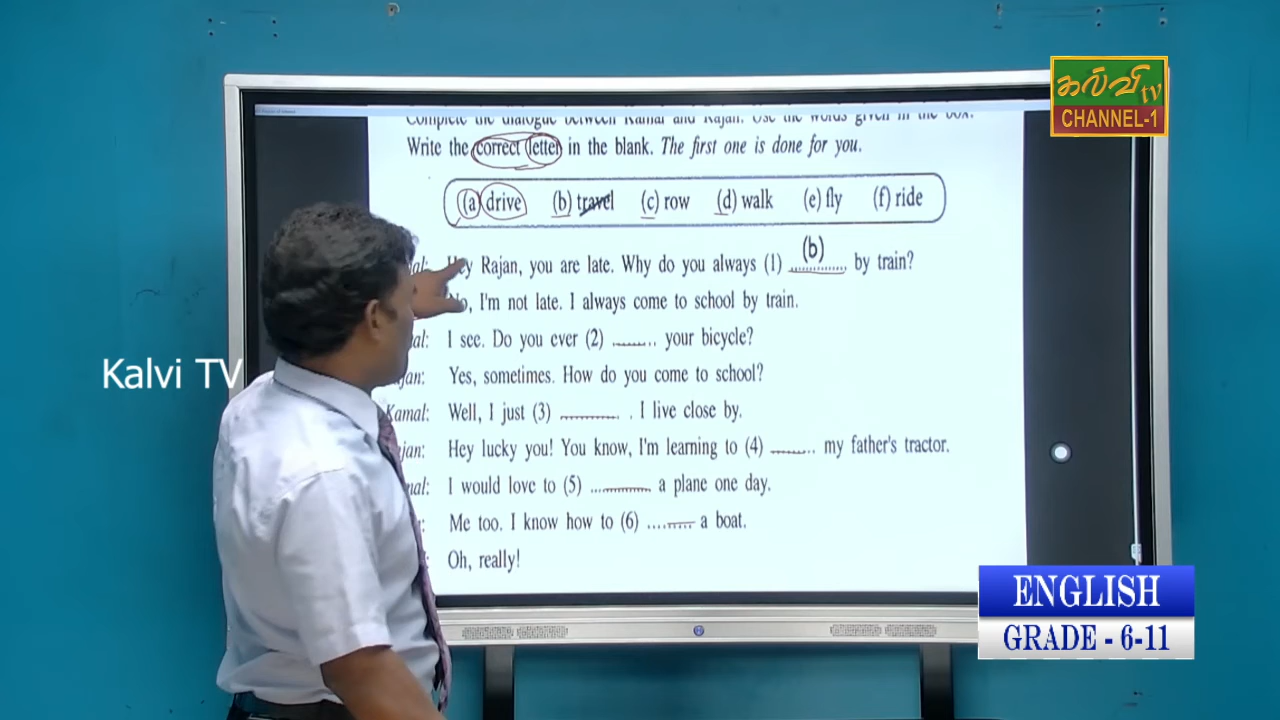 Complete the dialogue between Kamal and Rajan. Use the words given in the box.
Write the correct letter in the blank. The first one is done for you.
(a) drive (b) travel (c) row (d) walk (e) fly (f) ride
Hey Rajan, you are late. Why do you always (1) (b) by train?
No, I'm not late. I always come to school by train.
I see. Do you ever (2) ........... your bicycle?
Yes, sometimes. How do you come to school?
Kamal: Well, I just (3) .............. . I live close by.
Hey lucky you! You know, I'm learning to (4) ........... my father's tractor.
I would love to (5) .............. a plane one day.
Me too. I know how to (6) ........... a boat.
Oh, really!
கல்வி TV
CHANNEL-1
Kalvi TV
ENGLISH
GRADE - 6-11